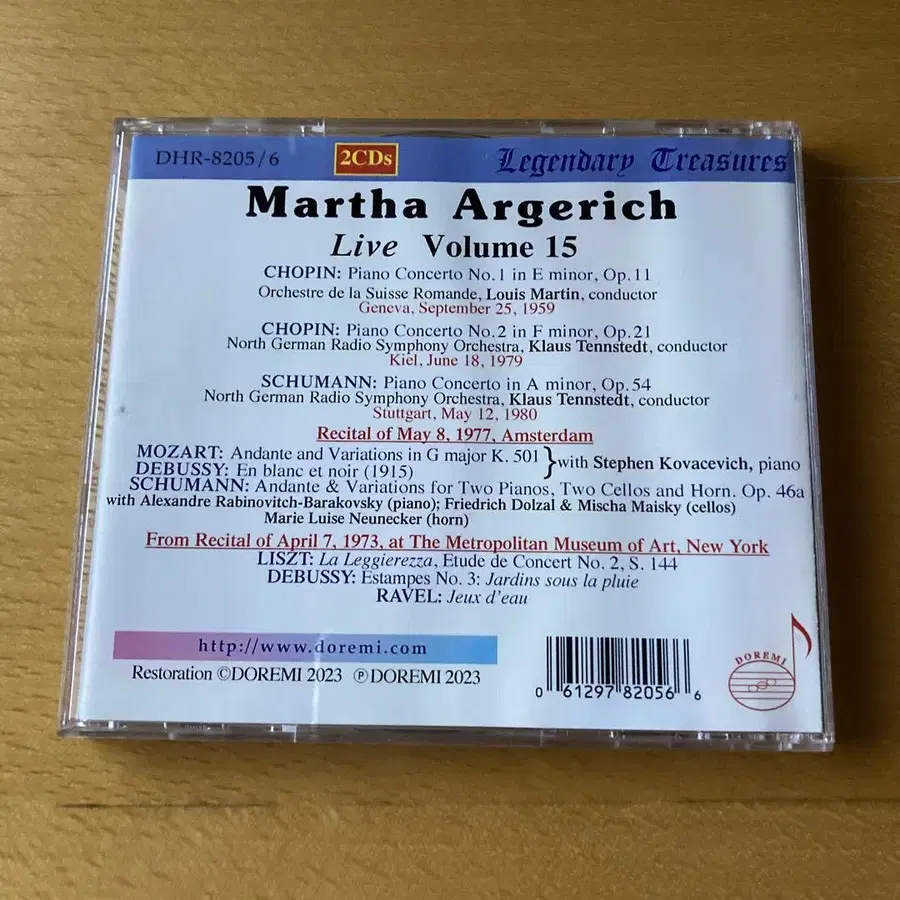 DHR-8205/6 2CDs Legendary Treasures
Martha Argerich
Live Volume 15
CHOPIN: Piano Concerto No.1 in E minor, Op.11
Orchestre de la Suisse Romande, Louis Martin, conductor
Geneva, September 25, 1959
CHOPIN: Piano Concerto No.2 in F minor, Op.21
North German Radio Symphony Orchestra, Klaus Tennstedt, conductor
Kiel, June 18, 1979
SCHUMANN: Piano Concerto in A minor, Op.54
North German Radio Symphony Orchestra, Klaus Tennstedt, conductor
Stuttgart, May 12, 1980
Recital of May 8, 1977, Amsterdam
MOZART: Andante and Variations in G major K. 501
DEBUSSY: En blanc et noir (1915)
} with Stephen Kovacevich, piano
SCHUMANN: Andante & Variations for Two Pianos, Two Cellos and Horn. Op. 46a
with Alexandre Rabinovitch-Barakovsky (piano); Friedrich Dolzal & Mischa Maisky (cellos)
Marie Luise Neunecker (horn)
From Recital of April 7, 1973, at The Metropolitan Museum of Art, New York
LISZT: La Leggierezza, Etude de Concert No. 2, S. 144
DEBUSSY: Estampes No. 3: Jardins sous la pluie
RAVEL: Jeux d'eau
http://www.doremi.com
Restoration ©DOREMI 2023 ℗DOREMI 2023
0 61297 82056 6
DOREMI